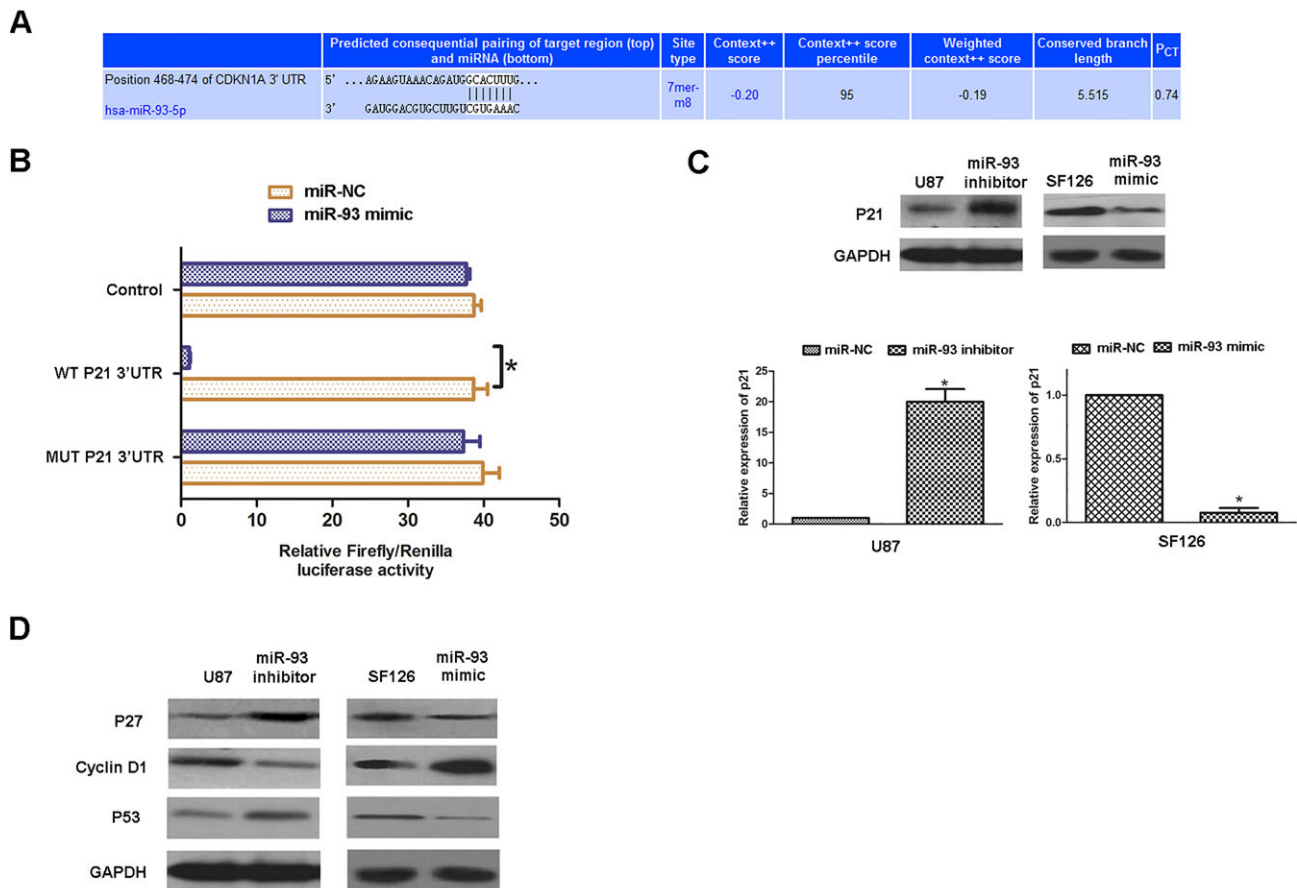 A
Predicted consequential pairing of target region (top) and miRNA (bottom)
Site type
Context++ score
Context++ score percentile
Weighted context++ score
Conserved branch length
PCT
Position 468-474 of CDKN1A 3' UTR
5' ...AGAAGUAAACAGAUGGCACUUUG...
|||||||
hsa-miR-93-5p
3' GAUGGACGUGCUUGUCGUGAAAC
7mer-m8
-0.20
95
-0.19
5.515
0.74
B
miR-NC
miR-93 mimic
Control
WT P21 3'UTR
*
MUT P21 3'UTR
0 10 20 30 40 50
Relative Firefly/Renilla
luciferase activity
C
U87
miR-93
inhibitor
SF126
miR-93
mimic
P21
GAPDH
miR-NC miR-93 inhibitor
Relative expression of p21
25
20
15
10
5
0
*
U87
miR-NC miR-93 mimic
Relative expression of p21
1.0
0.5
0.0
*
SF126
D
U87
miR-93
inhibitor
SF126
miR-93
mimic
P27
Cyclin D1
P53
GAPDH